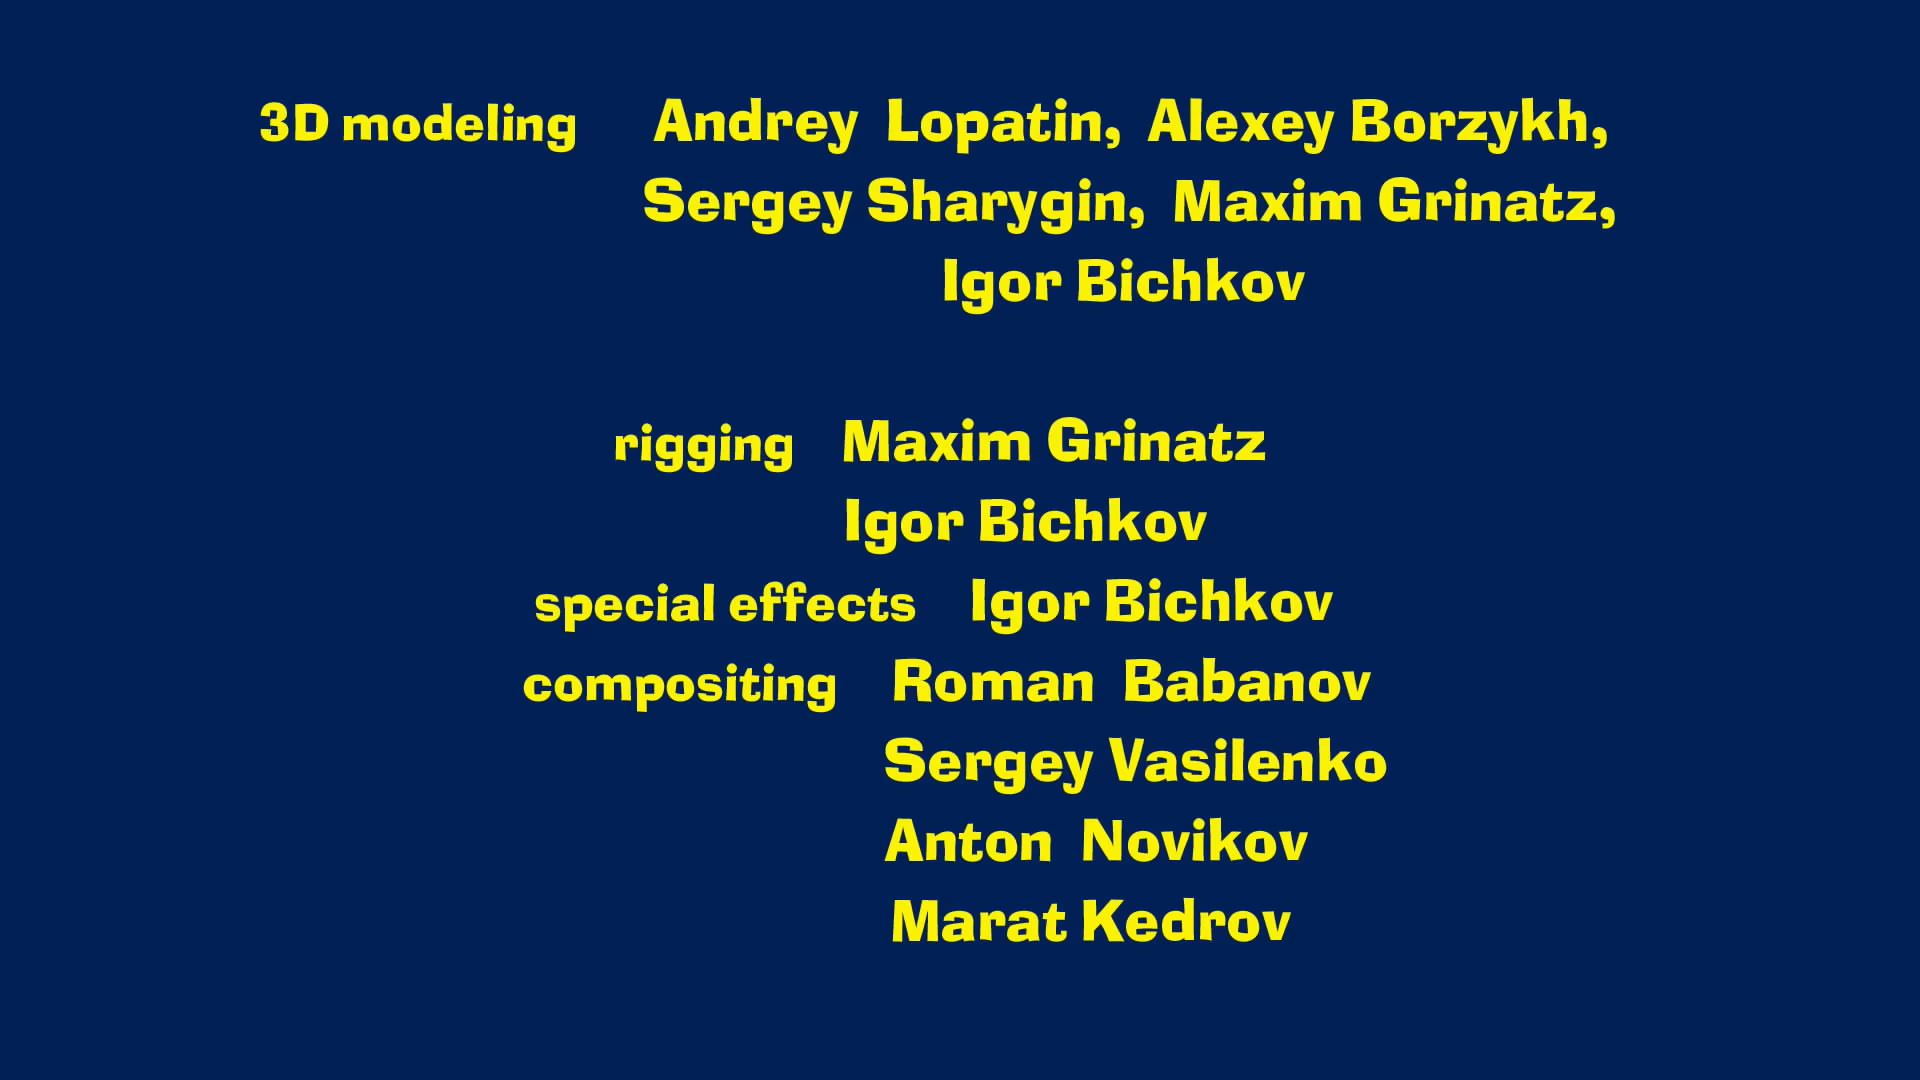 3D modeling Andrey Lopatin, Alexey Borzykh,
Sergey Sharygin, Maxim Grinatz,
Igor Bichkov
rigging Maxim Grinatz
Igor Bichkov
special effects Igor Bichkov
compositing Roman Babanov
Sergey Vasilenko
Anton Novikov
Marat Kedrov